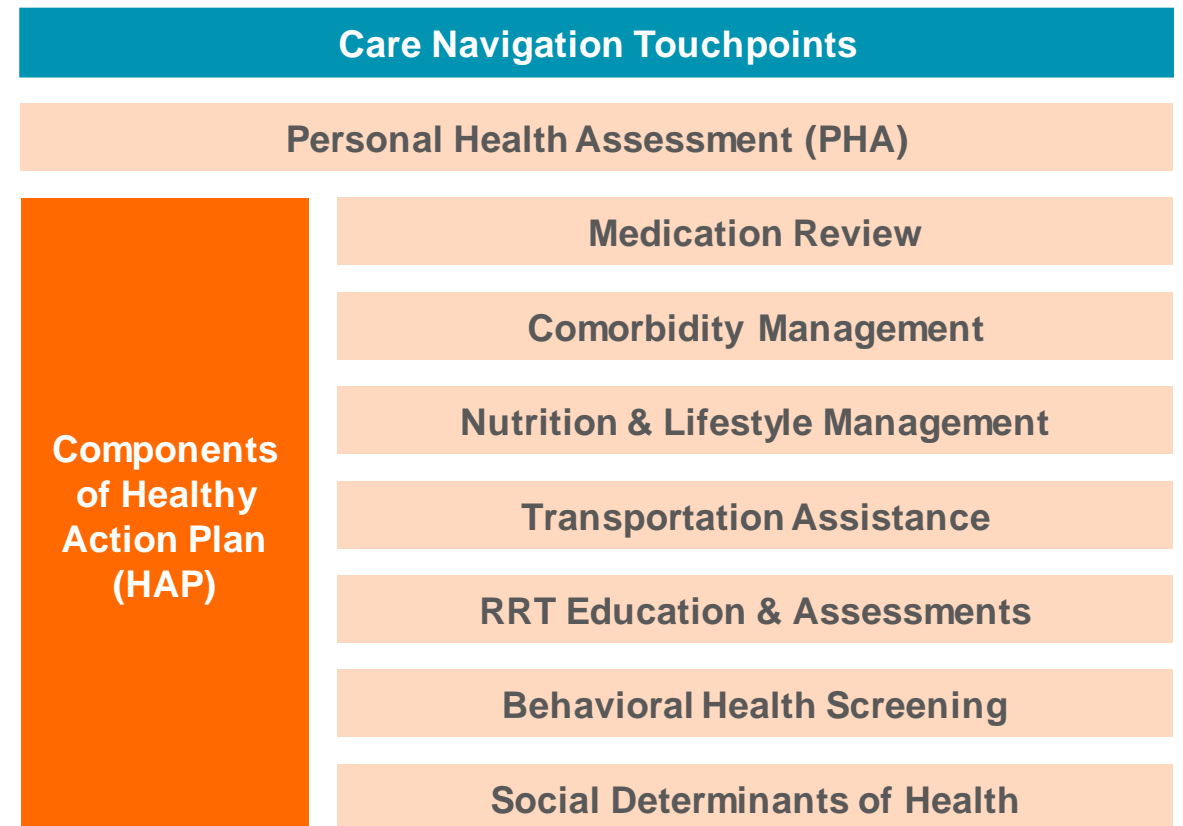 Care Navigation Touchpoints
Personal Health Assessment (PHA)
Components
of Healthy
Action Plan
(HAP)
Medication Review
Comorbidity Management
Nutrition & Lifestyle Management
Transportation Assistance
RRT Education & Assessments
Behavioral Health Screening
Social Determinants of Health